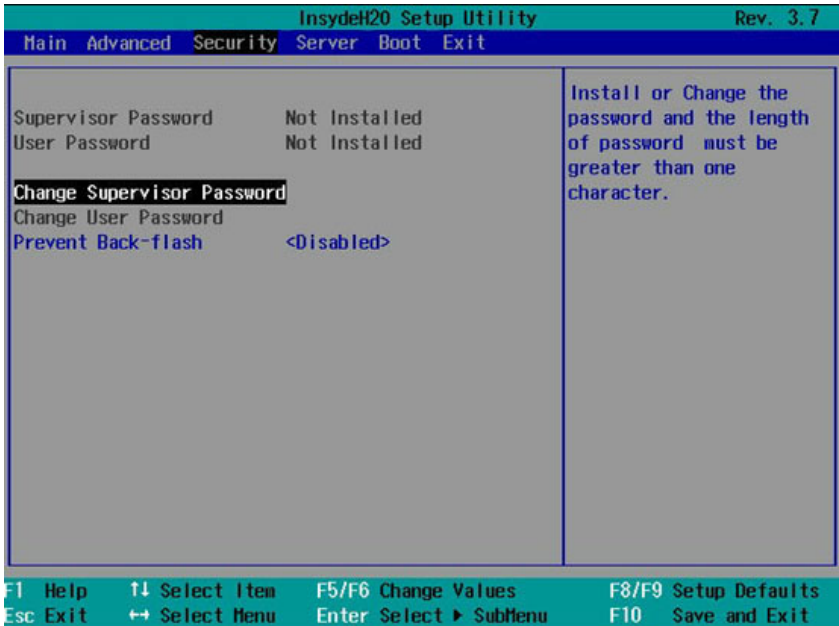 InsydeH20 Setup Utility Rev. 3.7
Main Advanced Security Server Boot Exit
Supervisor Password Not Installed
User Password Not Installed
Change Supervisor Password
Change User Password
Prevent Back-flash <Disabled>
Install or Change the
password and the length
of password must be
greater than one
character.
F1 Help ↑↓ Select Item F5/F6 Change Values F8/F9 Setup Defaults
Esc Exit ↔ Select Menu Enter Select ▶ SubMenu F10 Save and Exit